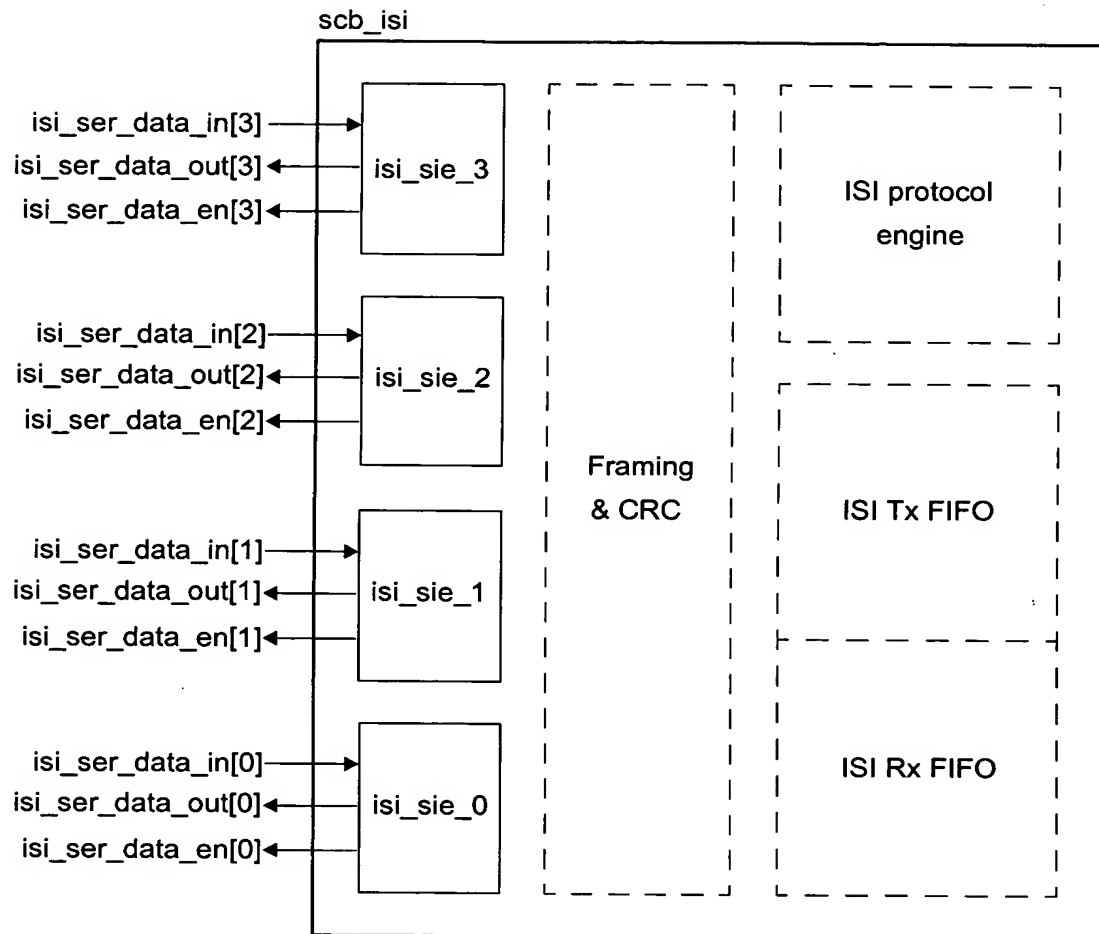 scb_isi
isi_ser_data_in[3]
isi_ser_data_out[3]
isi_ser_data_en[3]
isi_sie_3
isi_ser_data_in[2]
isi_ser_data_out[2]
isi_ser_data_en[2]
isi_sie_2
isi_ser_data_in[1]
isi_ser_data_out[1]
isi_ser_data_en[1]
isi_sie_1
isi_ser_data_in[0]
isi_ser_data_out[0]
isi_ser_data_en[0]
isi_sie_0
Framing
& CRC
ISI protocol
engine
ISI Tx FIFO
ISI Rx FIFO